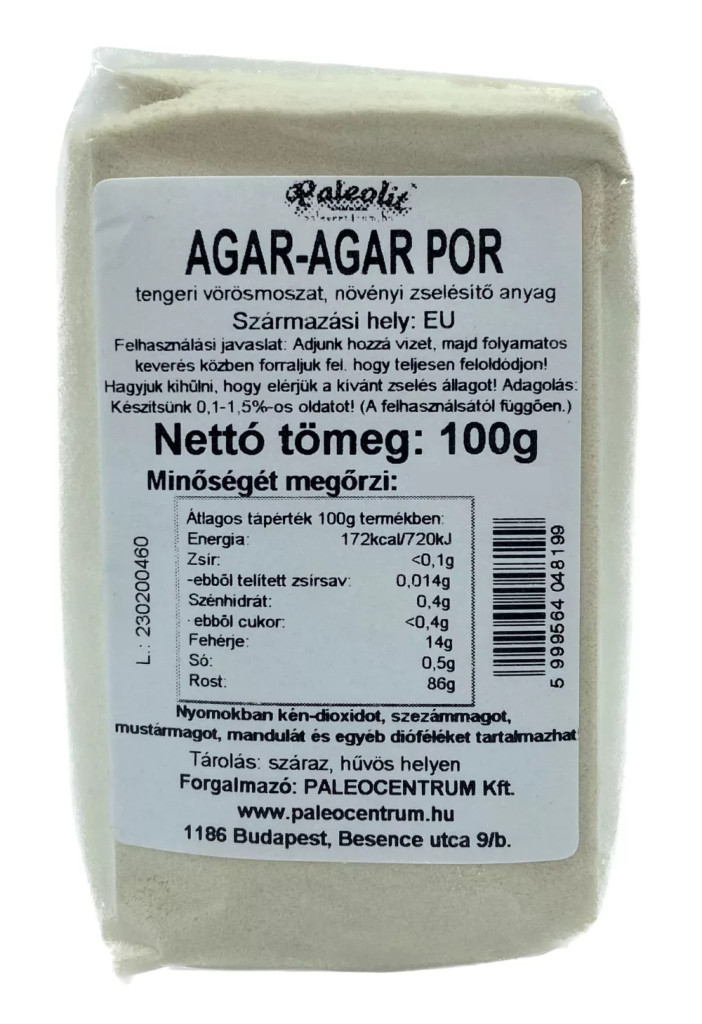 Paleolit
AGAR-AGAR POR
tengeri vörösmoszat, növényi zselésítő anyag
Származási hely: EU
Felhasználási javaslat: Adjunk hozzá vizet, majd folyamatos
keverés közben forraljuk fel. hogy teljesen feloldódjon!
Hagyjuk kihűlni, hogy elérjük a kívánt zselés állagot! Adagolás:
Készítsünk 0,1-1,5%-os oldatot! (A felhasználsától függően.)
Nettó tömeg: 100g
Minőségét megőrzi:
Átlagos tápérték 100g termékben:
Energia: 172kcal/720kJ
Zsír: <0,1g
-ebből telített zsírsav: 0,014g
Szénhidrát: 0,4g
-ebből cukor: <0,4g
Fehérje: 14g
Só: 0,5g
Rost: 86g
L.: 230200460
5 999564 048199
Nyomokban kén-dioxidot, szezámmagot,
mustármagot, mandulát és egyéb dióféléket tartalmazhat
Tárolás: száraz, hűvös helyen
Forgalmazó: PALEOCENTRUM Kft.
www.paleocentrum.hu
1186 Budapest, Besence utca 9/b.